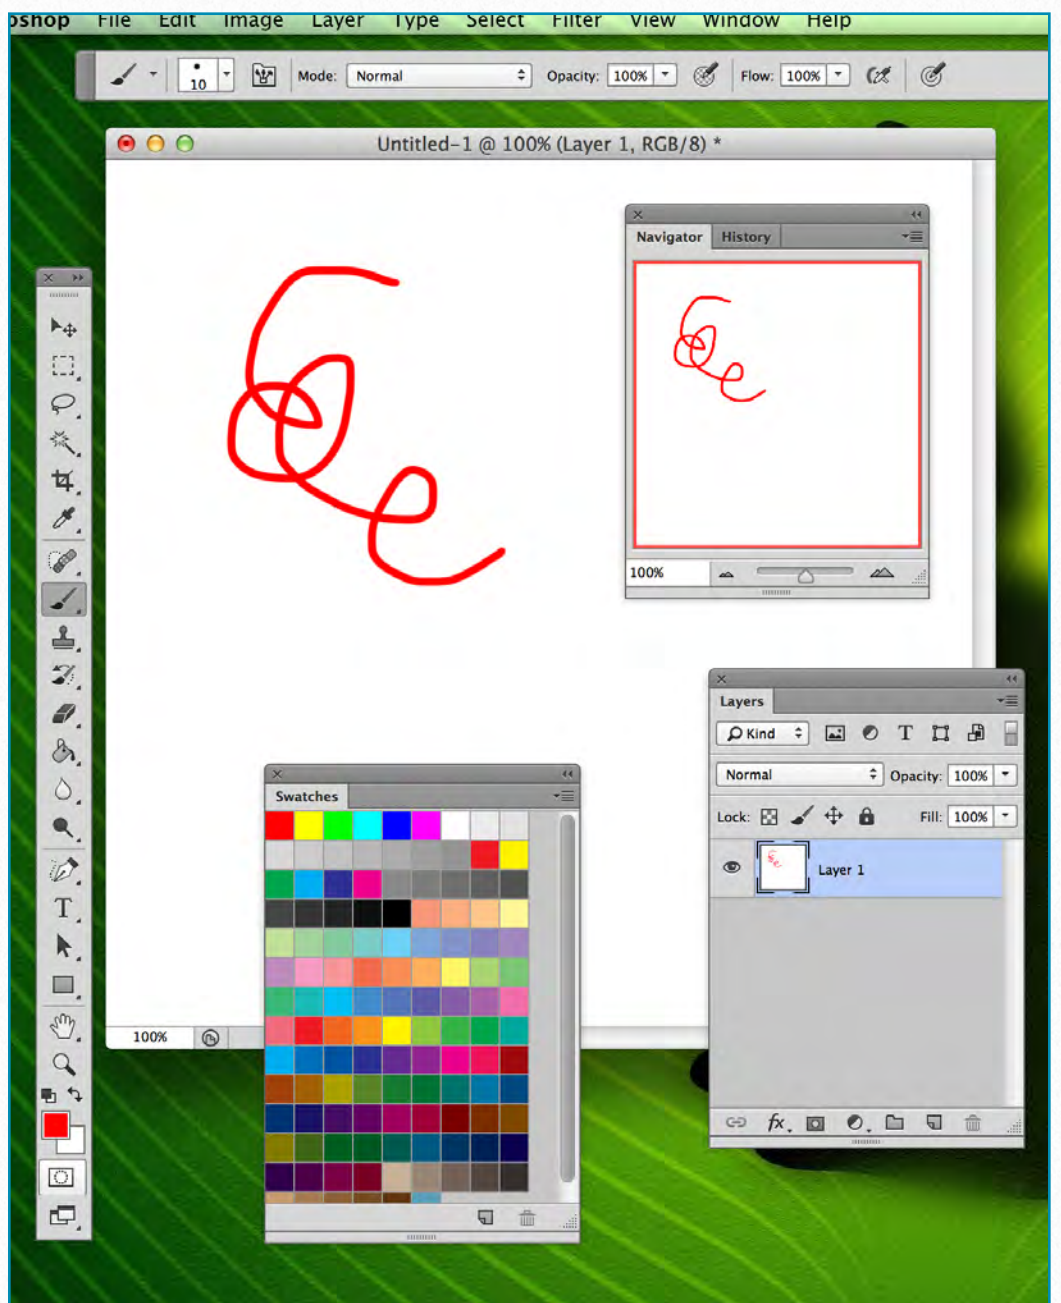 oshop File Edit Image Layer Type Select Filter View Window Help
10 Mode: Normal Opacity: 100% Flow: 100%
Untitled-1 @ 100% (Layer 1, RGB/8) *
Navigator History
100%
Layers
Kind T
Normal Opacity: 100%
Lock: Fill: 100%
Layer 1
fx
Swatches
T
100%